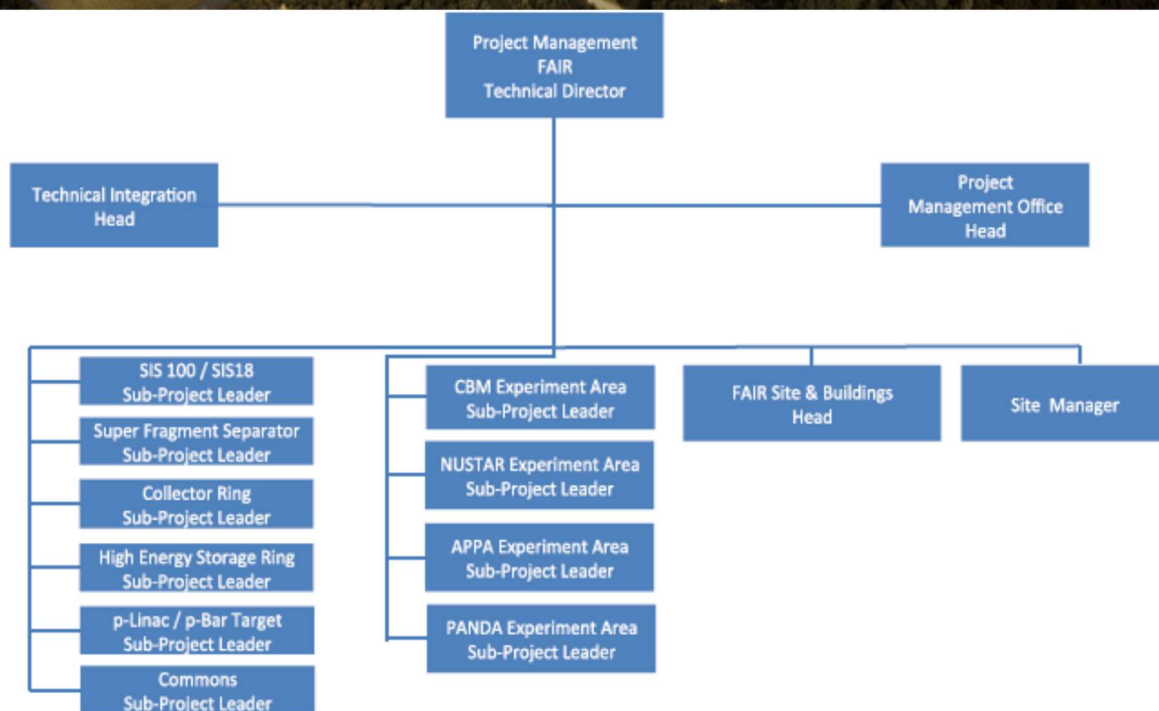 Project Management
FAIR
Technical Director
Technical Integration
Head
Project
Management Office
Head
SIS 100 / SIS18
Sub-Project Leader
Super Fragment Separator
Sub-Project Leader
Collector Ring
Sub-Project Leader
High Energy Storage Ring
Sub-Project Leader
p-Linac / p-Bar Target
Sub-Project Leader
Commons
Sub-Project Leader
CBM Experiment Area
Sub-Project Leader
NUSTAR Experiment Area
Sub-Project Leader
APPA Experiment Area
Sub-Project Leader
PANDA Experiment Area
Sub-Project Leader
FAIR Site & Buildings
Head
Site Manager